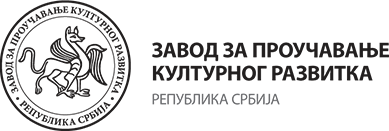 ЗАВОД ЗА ПРОУЧАВАЊЕ КУЛТУРНОГ РАЗВИТКА
• РЕПУБЛИКА СРБИЈА •
ЗАВОД ЗА ПРОУЧАВАЊЕ
КУЛТУРНОГ РАЗВИТКА
РЕПУБЛИКА СРБИЈА